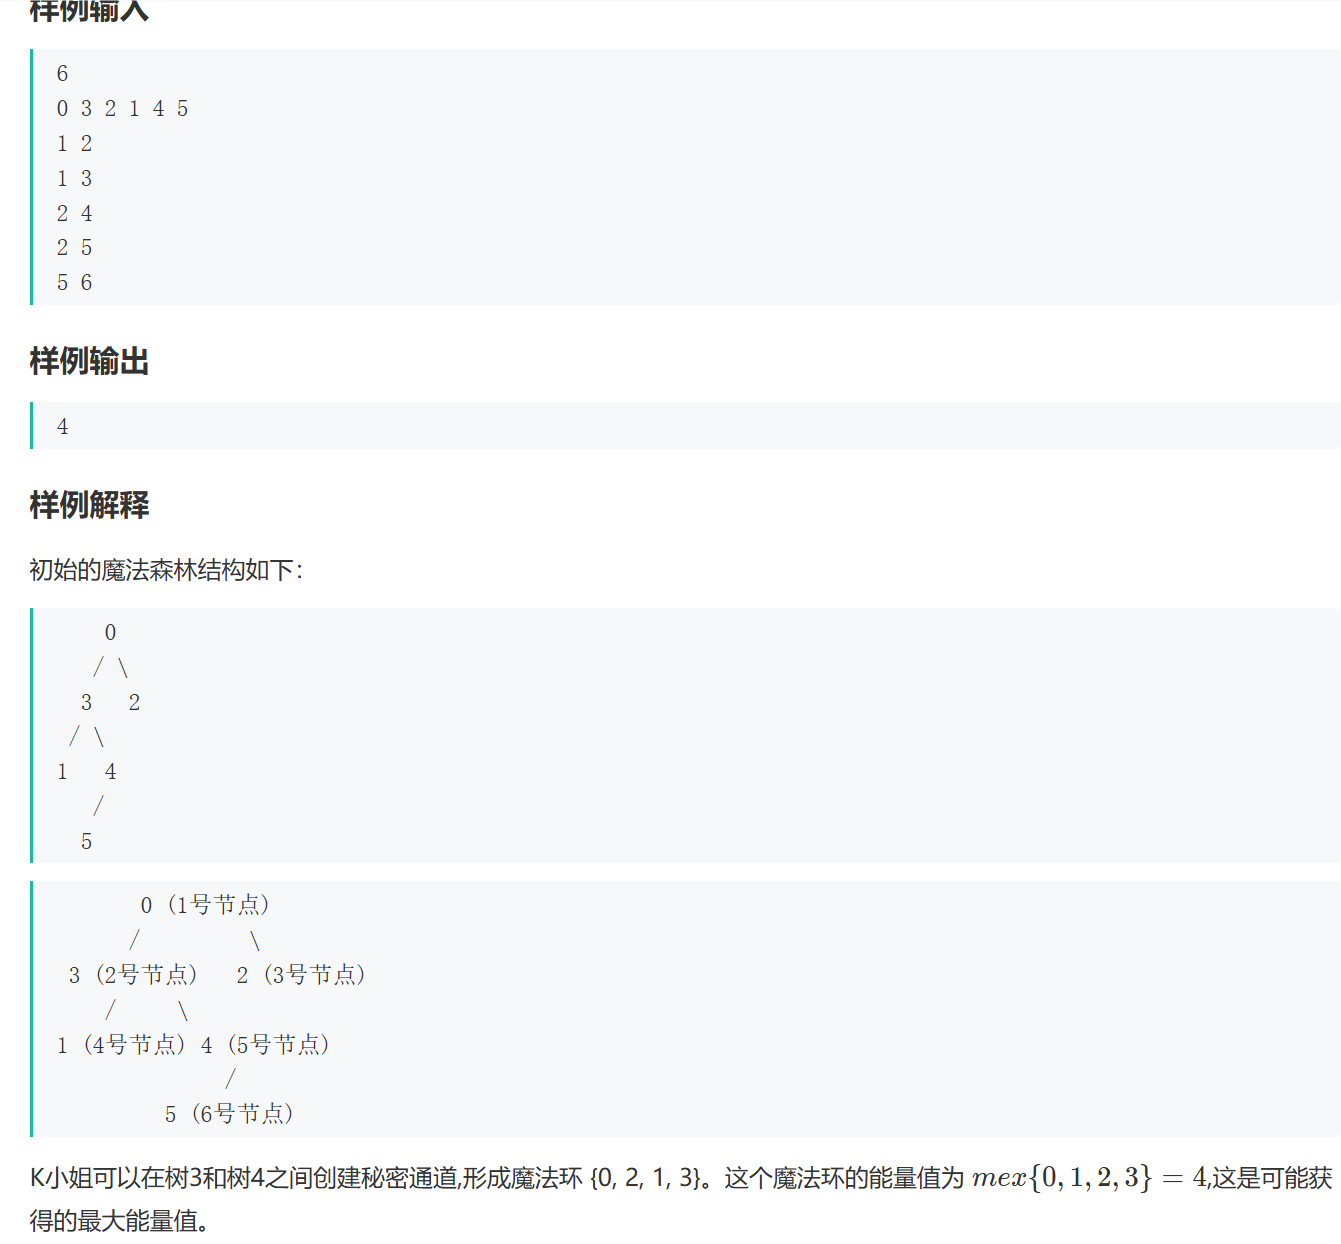 样例输入
6
0 3 2 1 4 5
1 2
1 3
2 4
2 5
5 6
样例输出
4
样例解释
初始的魔法森林结构如下：
0
/ \
3 2
/ \
1 4
/
5
0 (1号节点)
/ \
3 (2号节点) 2 (3号节点)
/ \
1 (4号节点) 4 (5号节点)
/
5 (6号节点)
K小姐可以在树3和树4之间创建秘密通道,形成魔法环 {0, 2, 1, 3}。这个魔法环的能量值为 mex{0, 1, 2, 3} = 4,这是可能获
得的最大能量值。